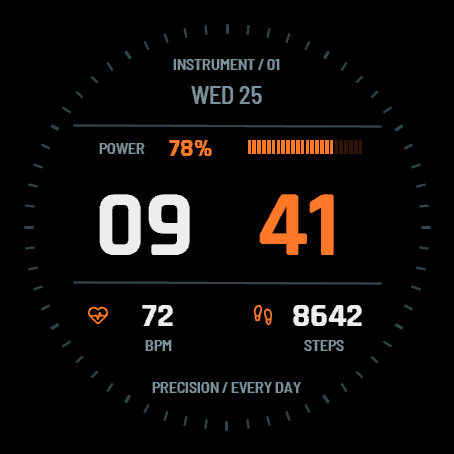 INSTRUMENT / 01
WED 25
POWER 78%
09 41
72 8642
BPM STEPS
PRECISION / EVERY DAY